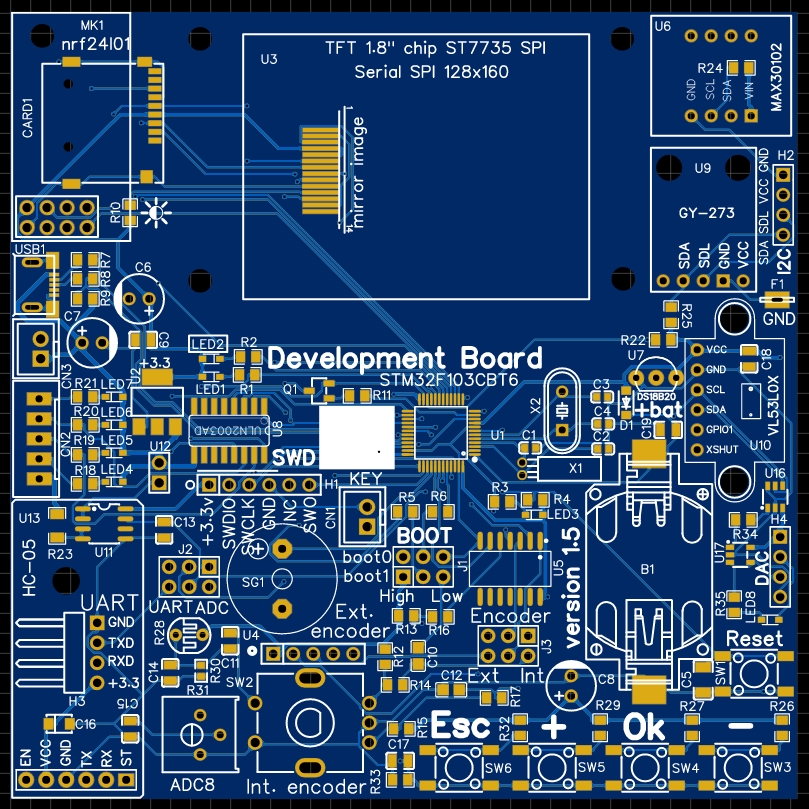 MK1
nrf24l01
CARD1
U3
TFT 1.8" chip ST7735 SPI
Serial SPI 128x160
mirror image
U6
R24
GND
SCL
SDA
VIN
MAX30102
R10
U9
GY-273
SDA
SDL
GND
VCC
H2
SDA SDL VCC GND
I2C
F1
GND
USB1
R7
R8
R9
C6
C7
C9
CN3
+3.3
U2
LED2
LED1
R2
R1
Development Board
STM32F103CBT6
Q1
R11
U1
X2
C3
C4
C2
C1
X1
R25
R22
U7
DS18B20
+bat
D1
C19
VCC
GND
SCL
SDA
GPIO1
XSHUT
C18
VL53LOX
U10
R21
LED7
R20
LED6
R19
LED5
R18
LED4
CN2
U12
ULN2003AD
U8
SWD
H1
+3.3v
SWDIO
SWCLK
GND
NC
SWO
KEY
CN1
R5
R6
R3
R4
LED3
BOOT
boot0
boot1
High
Low
J1
U5
version 1.5
B1
U16
R34
U17
H4
DAC
R35
LED8
U13
R23
U11
C13
HC-05
J2
UART
ADC
SG1
Ext.
encoder
R13
R16
Encoder
J3
Ext
Int
UART
GND
TXD
RXD
+3.3
H3
R28
C14
R30
C11
U4
SW2
R12
C10
R14
C12
R17
C8
C5
SW1
Reset
R31
C16
C15
EN
VCC
GND
TX
RX
ST
ADC8
Int. encoder
R15
C17
R33
Esc
R32
+
R29
Ok
R27
-
R26
SW6
SW5
SW4
SW3